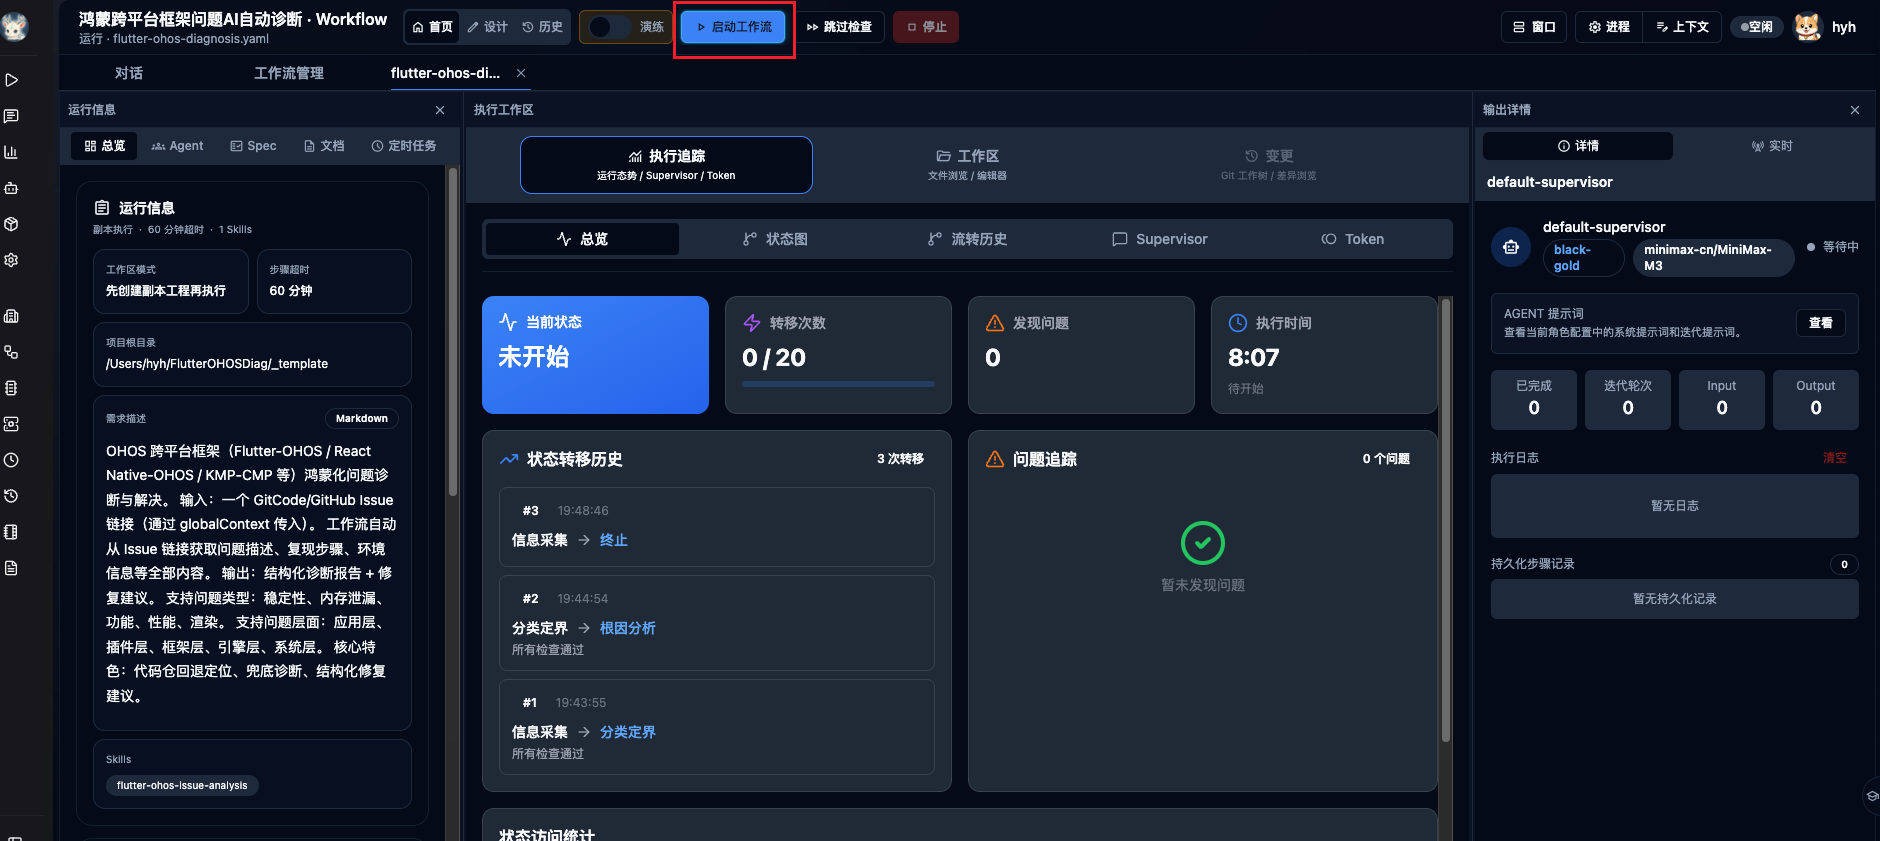 鸿蒙跨平台框架问题AI自动诊断 · Workflow
运行 · flutter-ohos-diagnosis.yaml
首页
设计
历史
演练
启动工作流
跳过检查
停止
窗口
进程
上下文
空闲
hyh
对话
工作流管理
flutter-ohos-di...
运行信息
总览
Agent
Spec
文档
定时任务
运行信息
副本执行 · 60 分钟超时 · 1 Skills
工作区模式
先创建副本工程再执行
步骤超时
60 分钟
项目根目录
/Users/hyh/FlutterOHOSDiag/_template
需求描述
Markdown
OHOS 跨平台框架（Flutter-OHOS / React
Native-OHOS / KMP-CMP 等）鸿蒙化问题诊
断与解决。 输入：一个 GitCode/GitHub Issue
链接（通过 globalContext 传入）。 工作流自动
从 Issue 链接获取问题描述、复现步骤、环境
信息等全部内容。 输出：结构化诊断报告 + 修
复建议。 支持问题类型：稳定性、内存泄漏、
功能、性能、渲染。 支持问题层面：应用层、
插件层、框架层、引擎层、系统层。 核心特
色：代码仓回退定位、兜底诊断、结构化修复
建议。
Skills
flutter-ohos-issue-analysis
执行工作区
执行追踪
运行态势 / Supervisor / Token
工作区
文件浏览 / 编辑器
变更
Git 工作树 / 差异浏览
总览
状态图
流转历史
Supervisor
Token
当前状态
未开始
转移次数
0 / 20
发现问题
0
执行时间
8:07
待开始
状态转移历史
3 次转移
#3 19:48:46
信息采集 → 终止
#2 19:44:54
分类定界 → 根因分析
所有检查通过
#1 19:43:55
信息采集 → 分类定界
所有检查通过
问题追踪
0 个问题
暂未发现问题
状态访问统计
输出详情
详情
实时
default-supervisor
default-supervisor
black-
gold
minimax-cn/MiniMax-
M3
等待中
AGENT 提示词
查看当前角色配置中的系统提示词和迭代提示词。
查看
已完成
0
迭代轮次
0
Input
0
Output
0
执行日志
清空
暂无日志
持久化步骤记录
0
暂无持久化记录